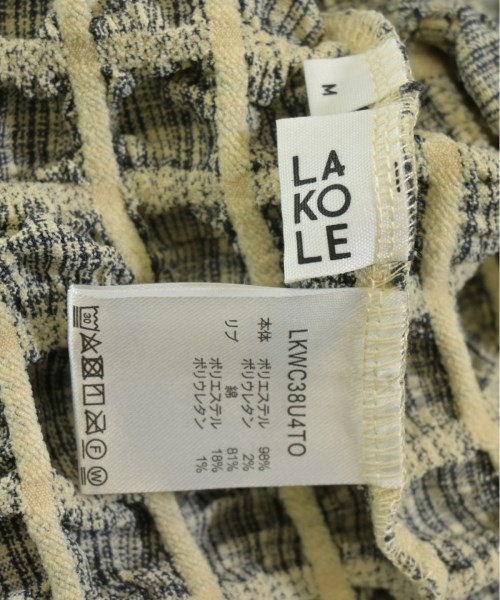 M
LA
KO
LE
LKWC38U4TO
本体 ポリエステル 98%
ポリウレタン 2%
リブ 綿 81%
ポリエステル 18%
ポリウレタン 1%
30
F
W